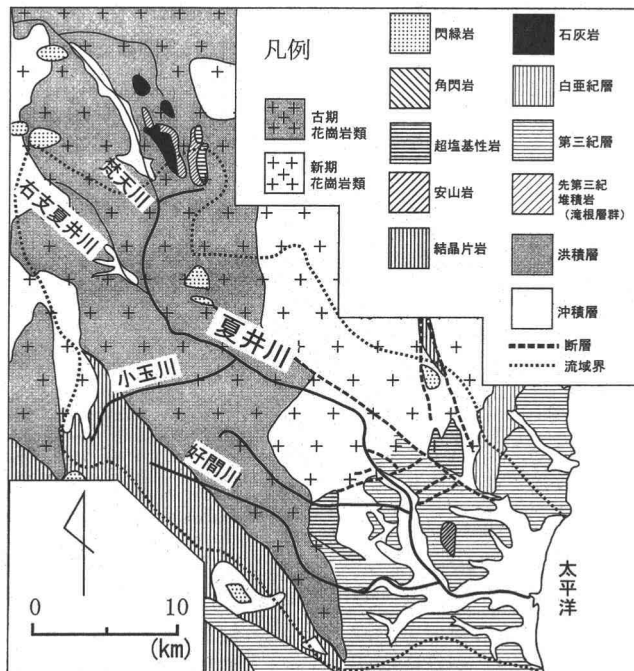 凡例
古期
花崗岩類
新期
花崗岩類
閃緑岩
角閃岩
超塩基性岩
安山岩
結晶片岩
石灰岩
白亜紀層
第三紀層
先第三紀
堆積岩
(滝根層群)
洪積層
沖積層
断層
流域界
梵天川
右支夏井川
夏井川
小玉川
好間川
太平洋
0 10
(km)